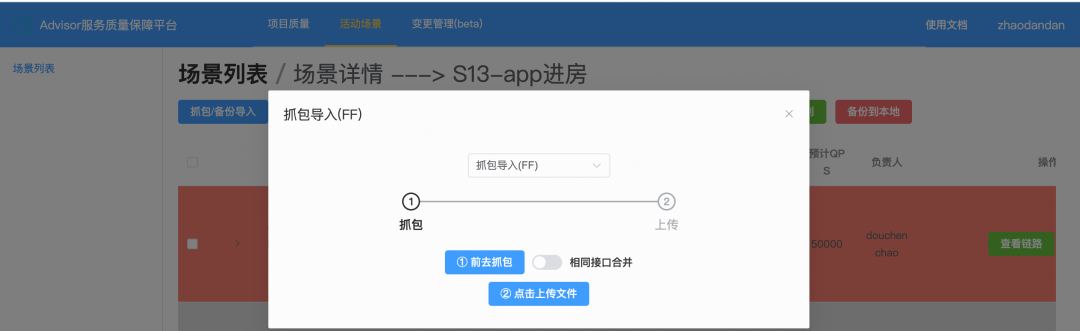 Advisor服务质量保障平台
项目质量
活动场景
变更管理(beta)
使用文档
zhaodandan
场景列表
场景列表 / 场景详情 ---> S13-app进房
抓包/备份导入
备份到本地
抓包导入(FF)
抓包导入(FF)
1
2
抓包
上传
① 前去抓包
相同接口合并
② 点击上传文件
预计QP
S
负责人
操作
50000
douchen
chao
查看链路